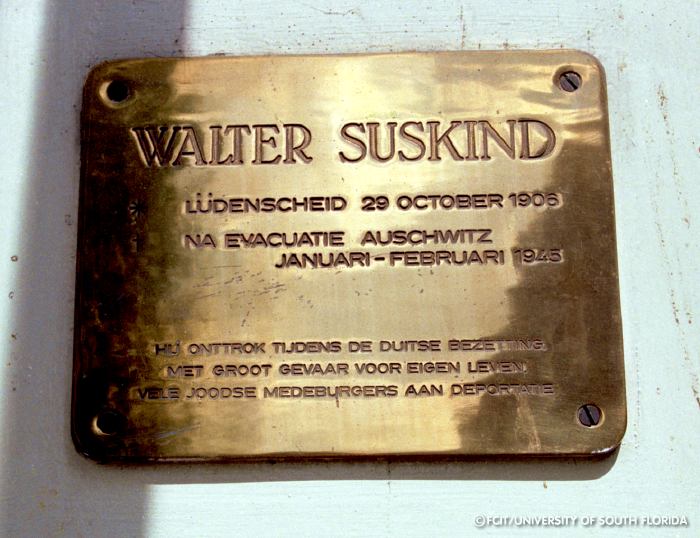 WALTER SUSKIND
* LÜDENSCHEID 29 OCTOBER 1906
† NA EVACUATIE AUSCHWITZ
JANUARI-FEBRUARI 1945
HIJ ONTTROK TIJDENS DE DUITSE BEZETTING,
MET GROOT GEVAAR VOOR EIGEN LEVEN,
VELE JOODSE MEDEBURGERS AAN DEPORTATIE
©FCIT/UNIVERSITY OF SOUTH FLORIDA